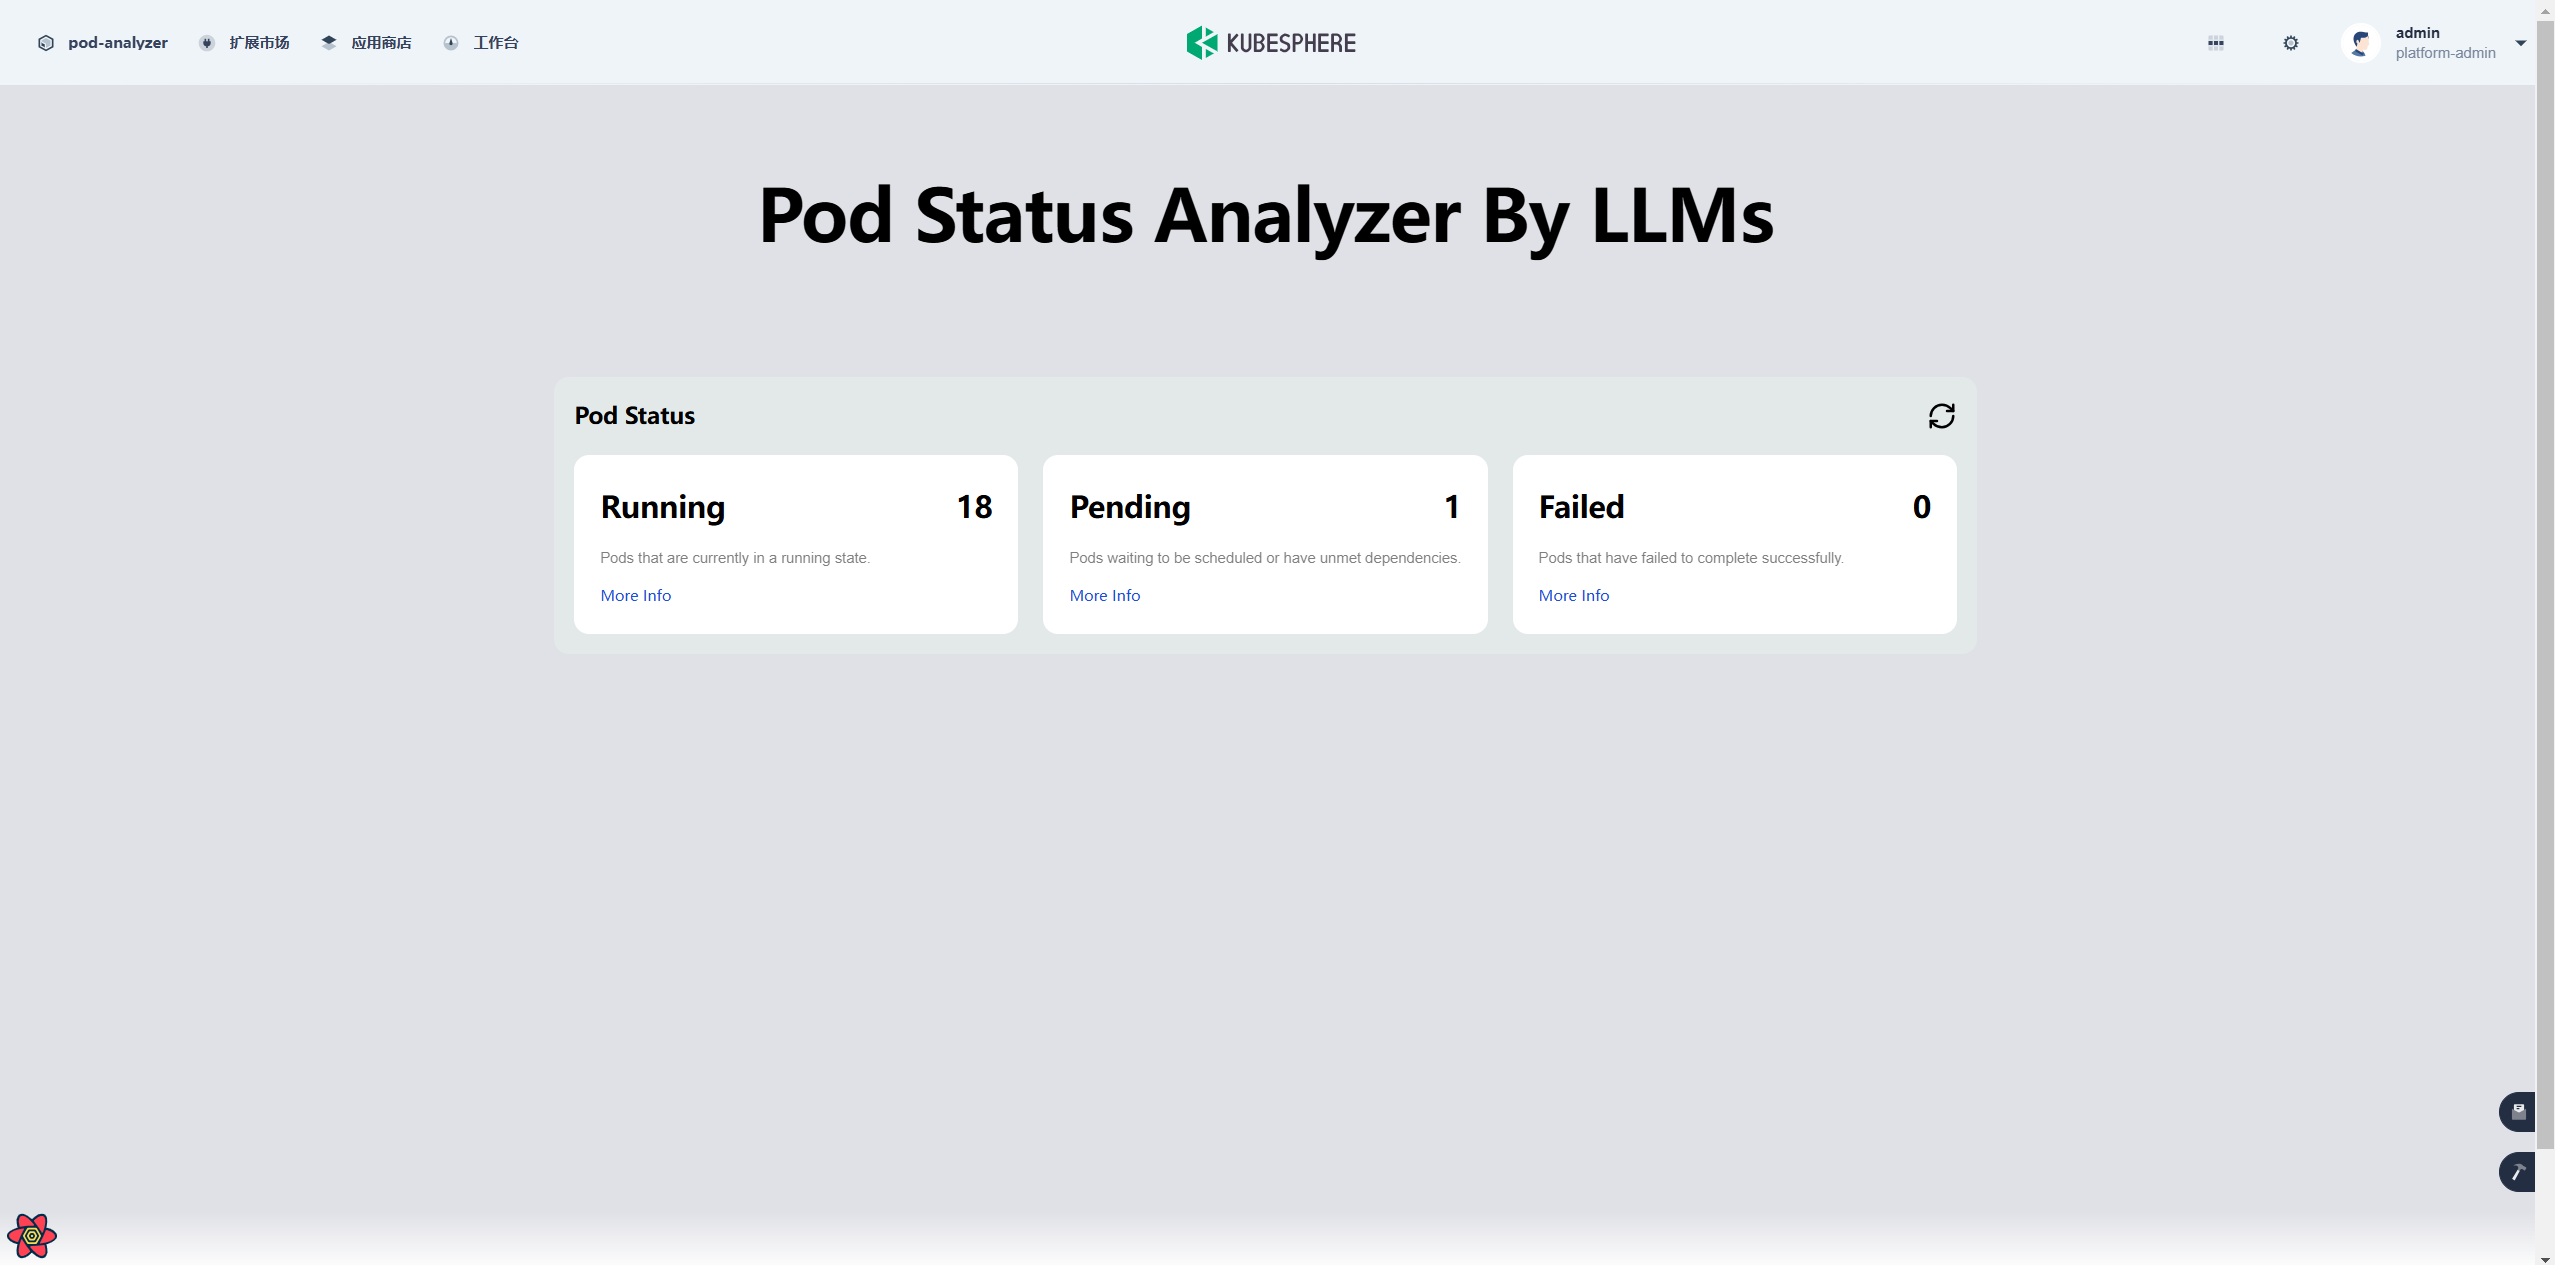 pod-analyzer 扩展市场 应用商店 工作台 KUBESPHERE admin
platform-admin
Pod Status Analyzer By LLMs
Pod Status
Running 18
Pods that are currently in a running state.
More Info
Pending 1
Pods waiting to be scheduled or have unmet dependencies.
More Info
Failed 0
Pods that have failed to complete successfully.
More Info